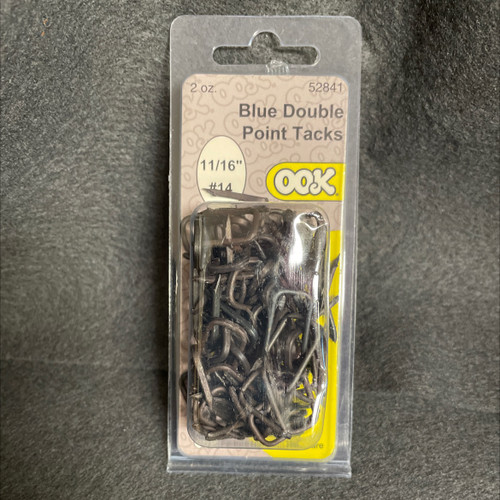 2 oz. 52841
Blue Double
Point Tacks
11/16"
#14
OOK